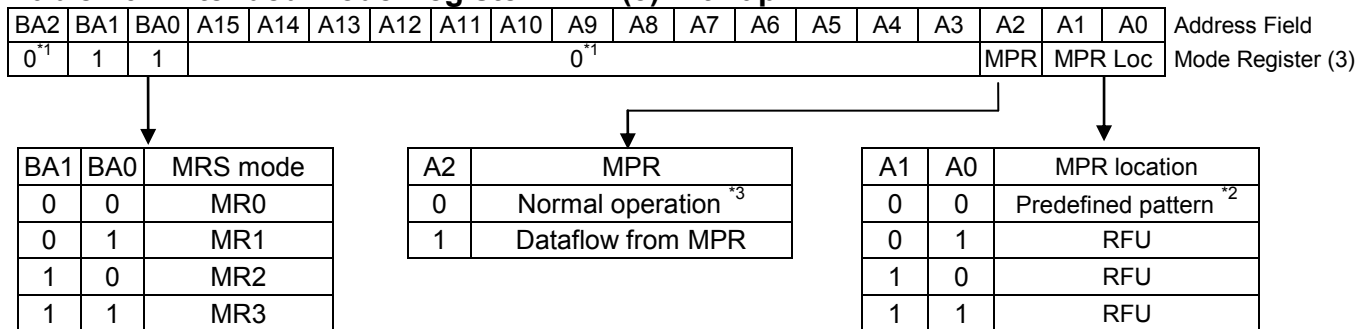 BA2 BA1 BA0 A15 A14 A13 A12 A11 A10 A9 A8 A7 A6 A5 A4 A3 A2 A1 A0 Address Field
0*1 1 1 0*1 MPR MPR Loc Mode Register (3)
BA1 BA0 MRS mode
0 0 MR0
0 1 MR1
1 0 MR2
1 1 MR3
A2 MPR
0 Normal operation *3
1 Dataflow from MPR
A1 A0 MPR location
0 0 Predefined pattern *2
0 1 RFU
1 0 RFU
1 1 RFU